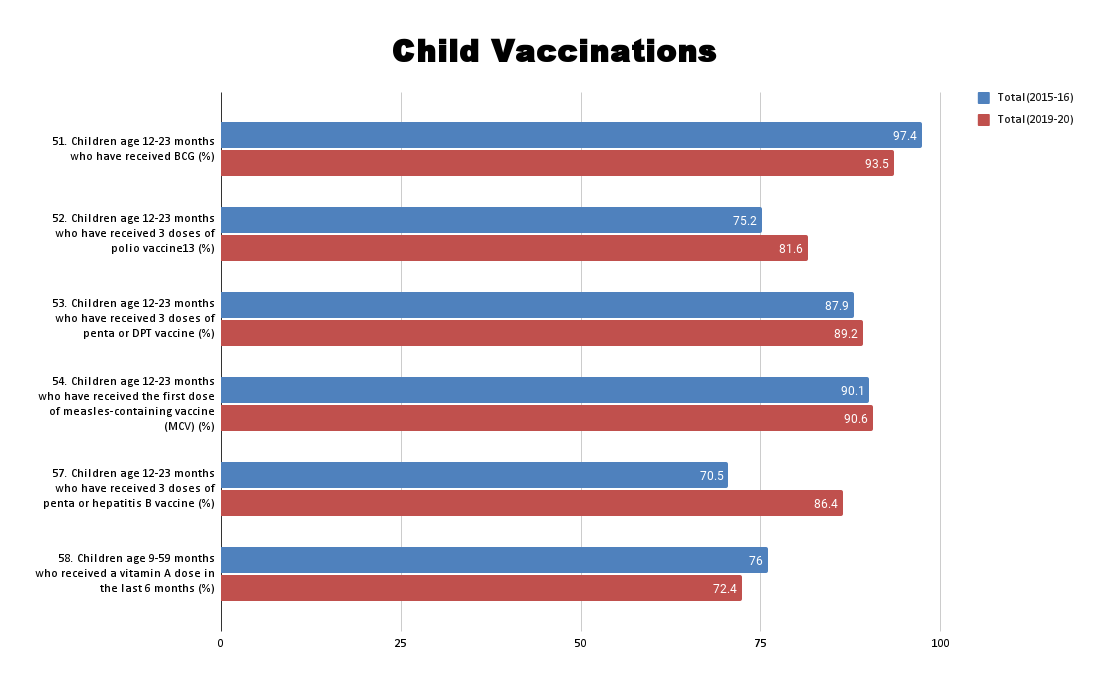 Child Vaccinations
Total(2015-16)
Total(2019-20)
51. Children age 12-23 months
who have received BCG (%)
97.4
93.5
52. Children age 12-23 months
who have received 3 doses of
polio vaccine13 (%)
75.2
81.6
53. Children age 12-23 months
who have received 3 doses of
penta or DPT vaccine (%)
87.9
89.2
54. Children age 12-23 months
who have received the first dose
of measles-containing vaccine
(MCV) (%)
90.1
90.6
57. Children age 12-23 months
who have received 3 doses of
penta or hepatitis B vaccine (%)
70.5
86.4
58. Children age 9-59 months
who received a vitamin A dose in
the last 6 months (%)
76
72.4
0 25 50 75 100